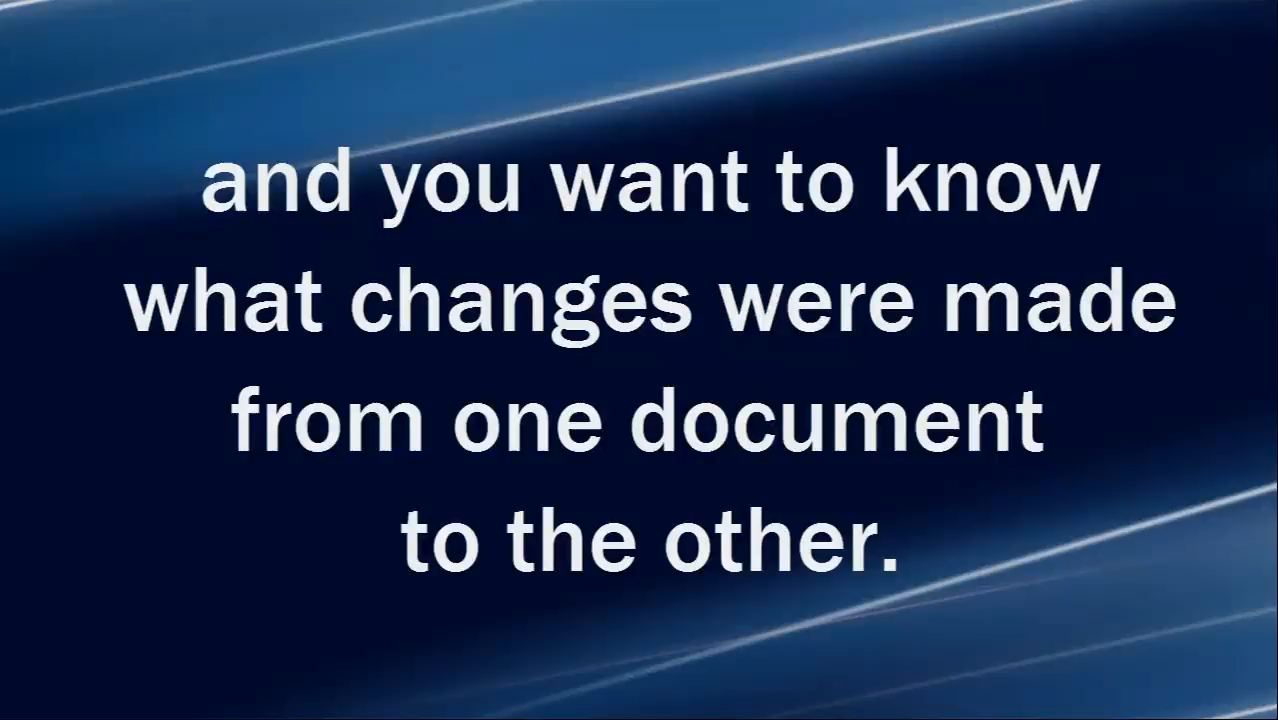 and you want to know
what changes were made
from one document
to the other.